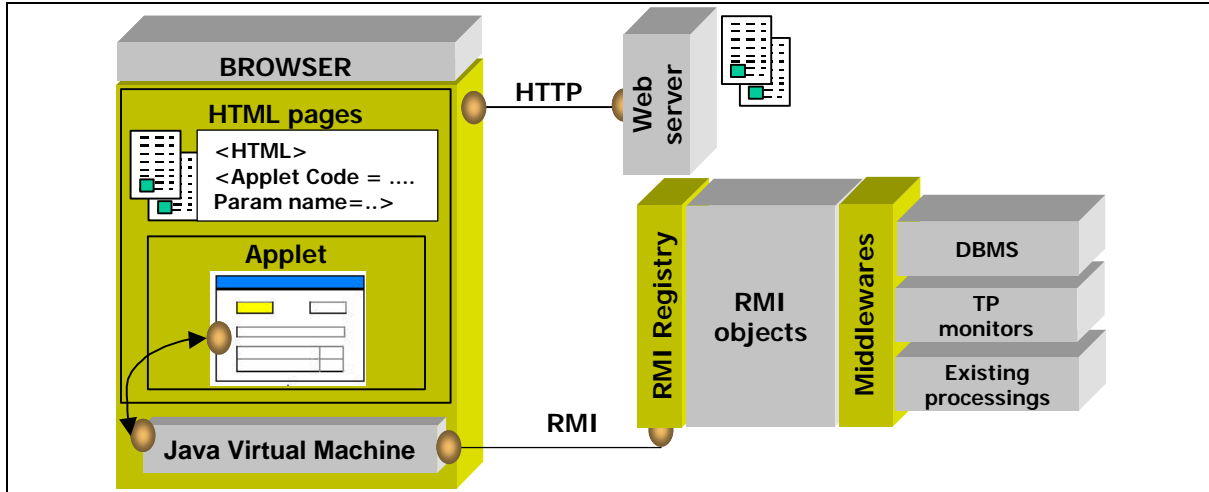 BROWSER
HTML pages
<HTML>
<Applet Code = ....
Param name=..>
Applet
Java Virtual Machine
HTTP
Web
server
RMI
RMI Registry
RMI
objects
Middlewares
DBMS
TP
monitors
Existing
processings